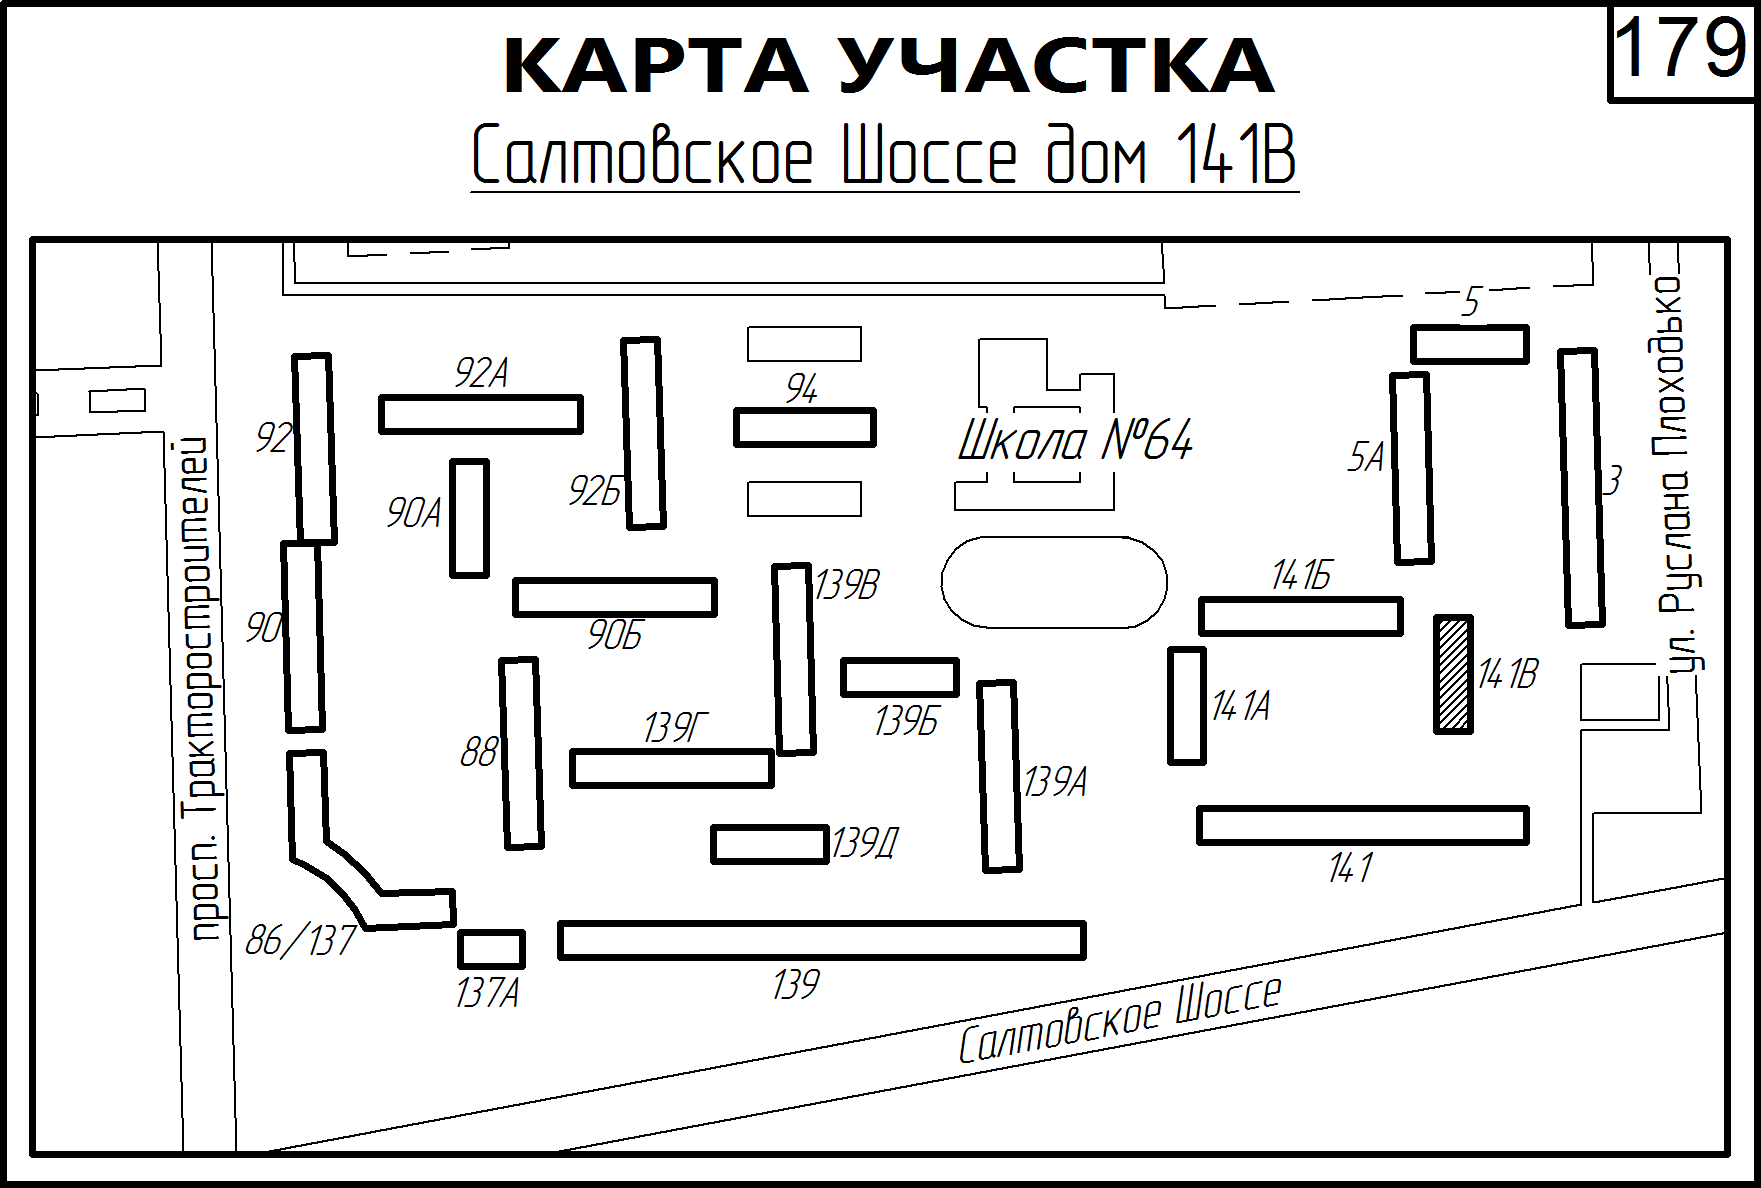 179
КАРТА УЧАСТКА
Салтовское Шоссе дом 141В
5
92А
94
92
Школа №64
5А
3
90А
92Б
ул. Руслана Плоходько
просп. Тракторостроителей
139В
141Б
90
90Б
141В
141А
139Б
139Г
88
139А
139Д
141
86/137
137А
139
Салтовское Шоссе